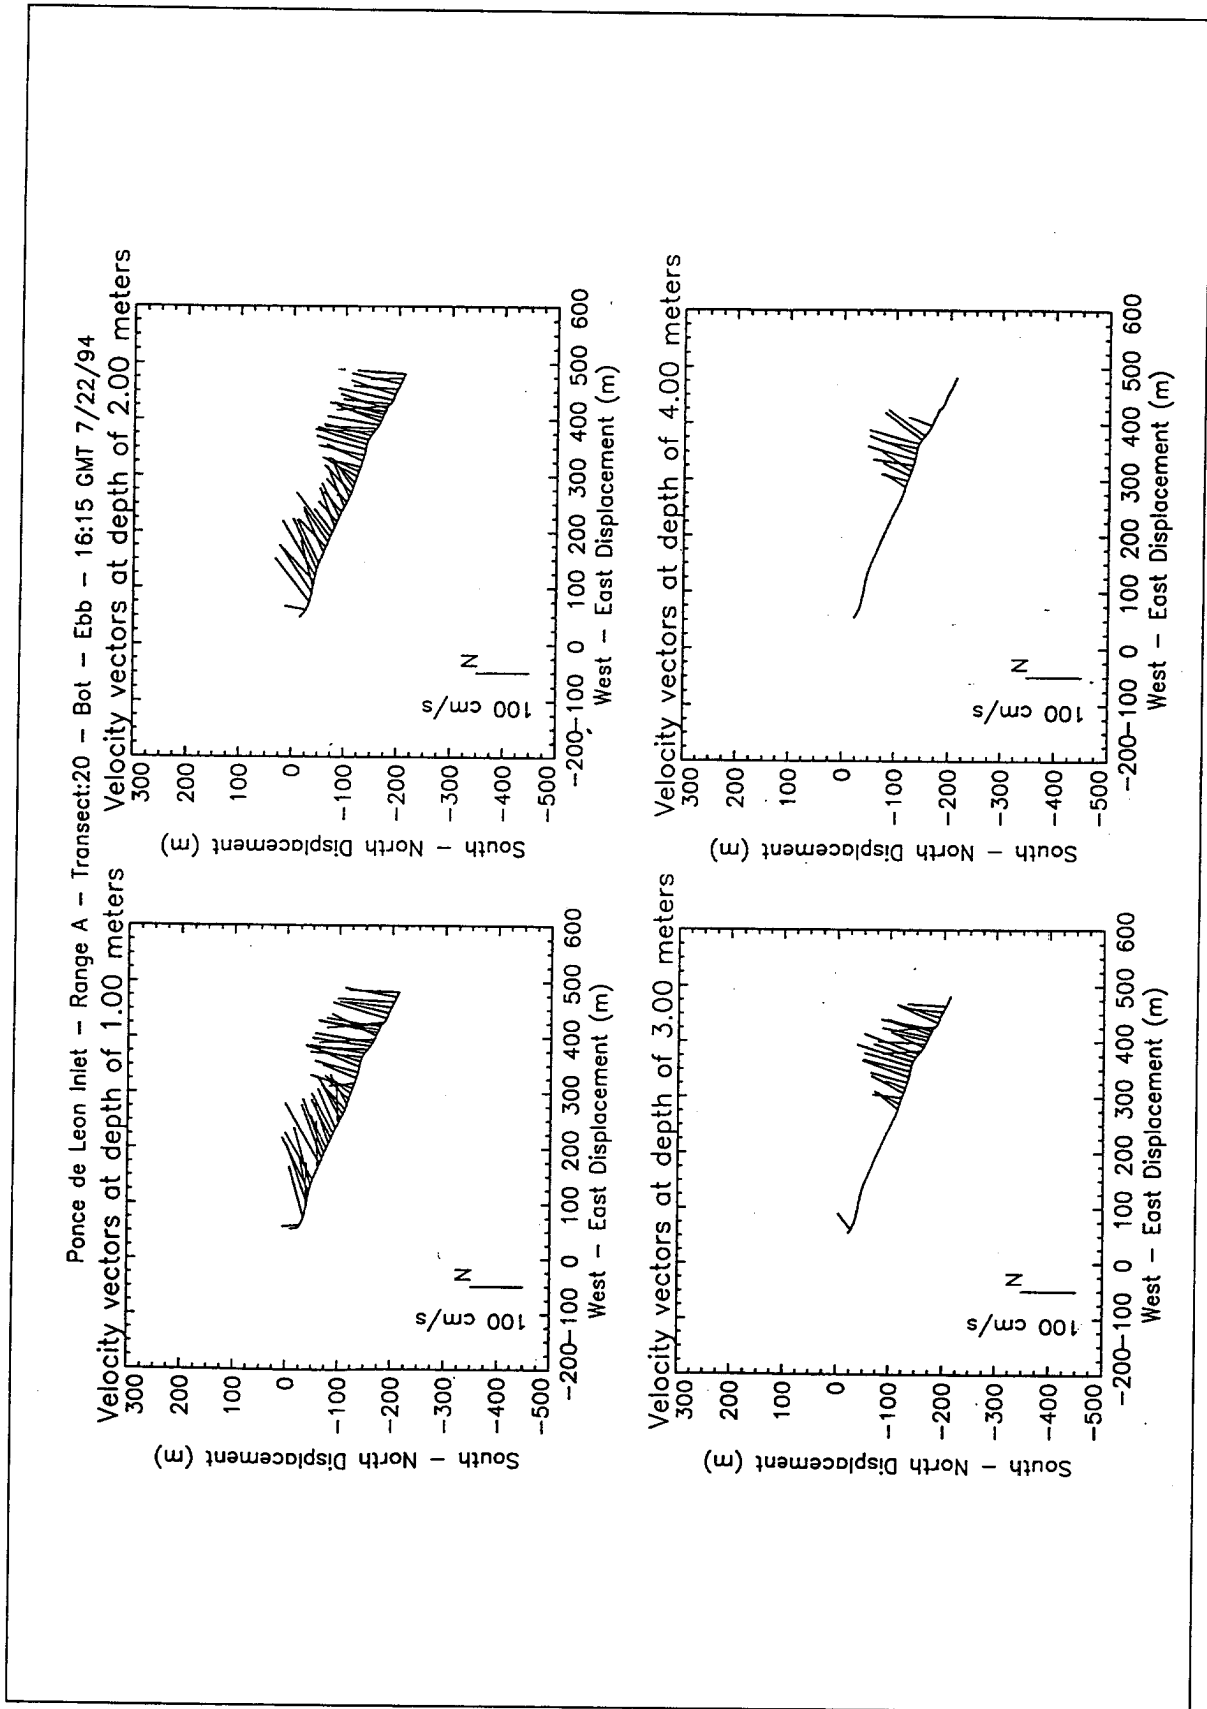 Ponce de Leon Inlet – Range A – Transect:20 – Bot – Ebb – 16:15 GMT 7/22/94
Velocity vectors at depth of 1.00 meters
300
200
100
0
−100
−200
−300
−400
−500
South – North Displacement (m)
N
100 cm/s
−200−100 0 100 200 300 400 500 600
West – East Displacement (m)
Velocity vectors at depth of 2.00 meters
300
200
100
0
−100
−200
−300
−400
−500
South – North Displacement (m)
N
100 cm/s
−200−100 0 100 200 300 400 500 600
West – East Displacement (m)
Velocity vectors at depth of 3.00 meters
300
200
100
0
−100
−200
−300
−400
−500
South – North Displacement (m)
N
100 cm/s
−200−100 0 100 200 300 400 500 600
West – East Displacement (m)
Velocity vectors at depth of 4.00 meters
300
200
100
0
−100
−200
−300
−400
−500
South – North Displacement (m)
N
100 cm/s
−200−100 0 100 200 300 400 500 600
West – East Displacement (m)